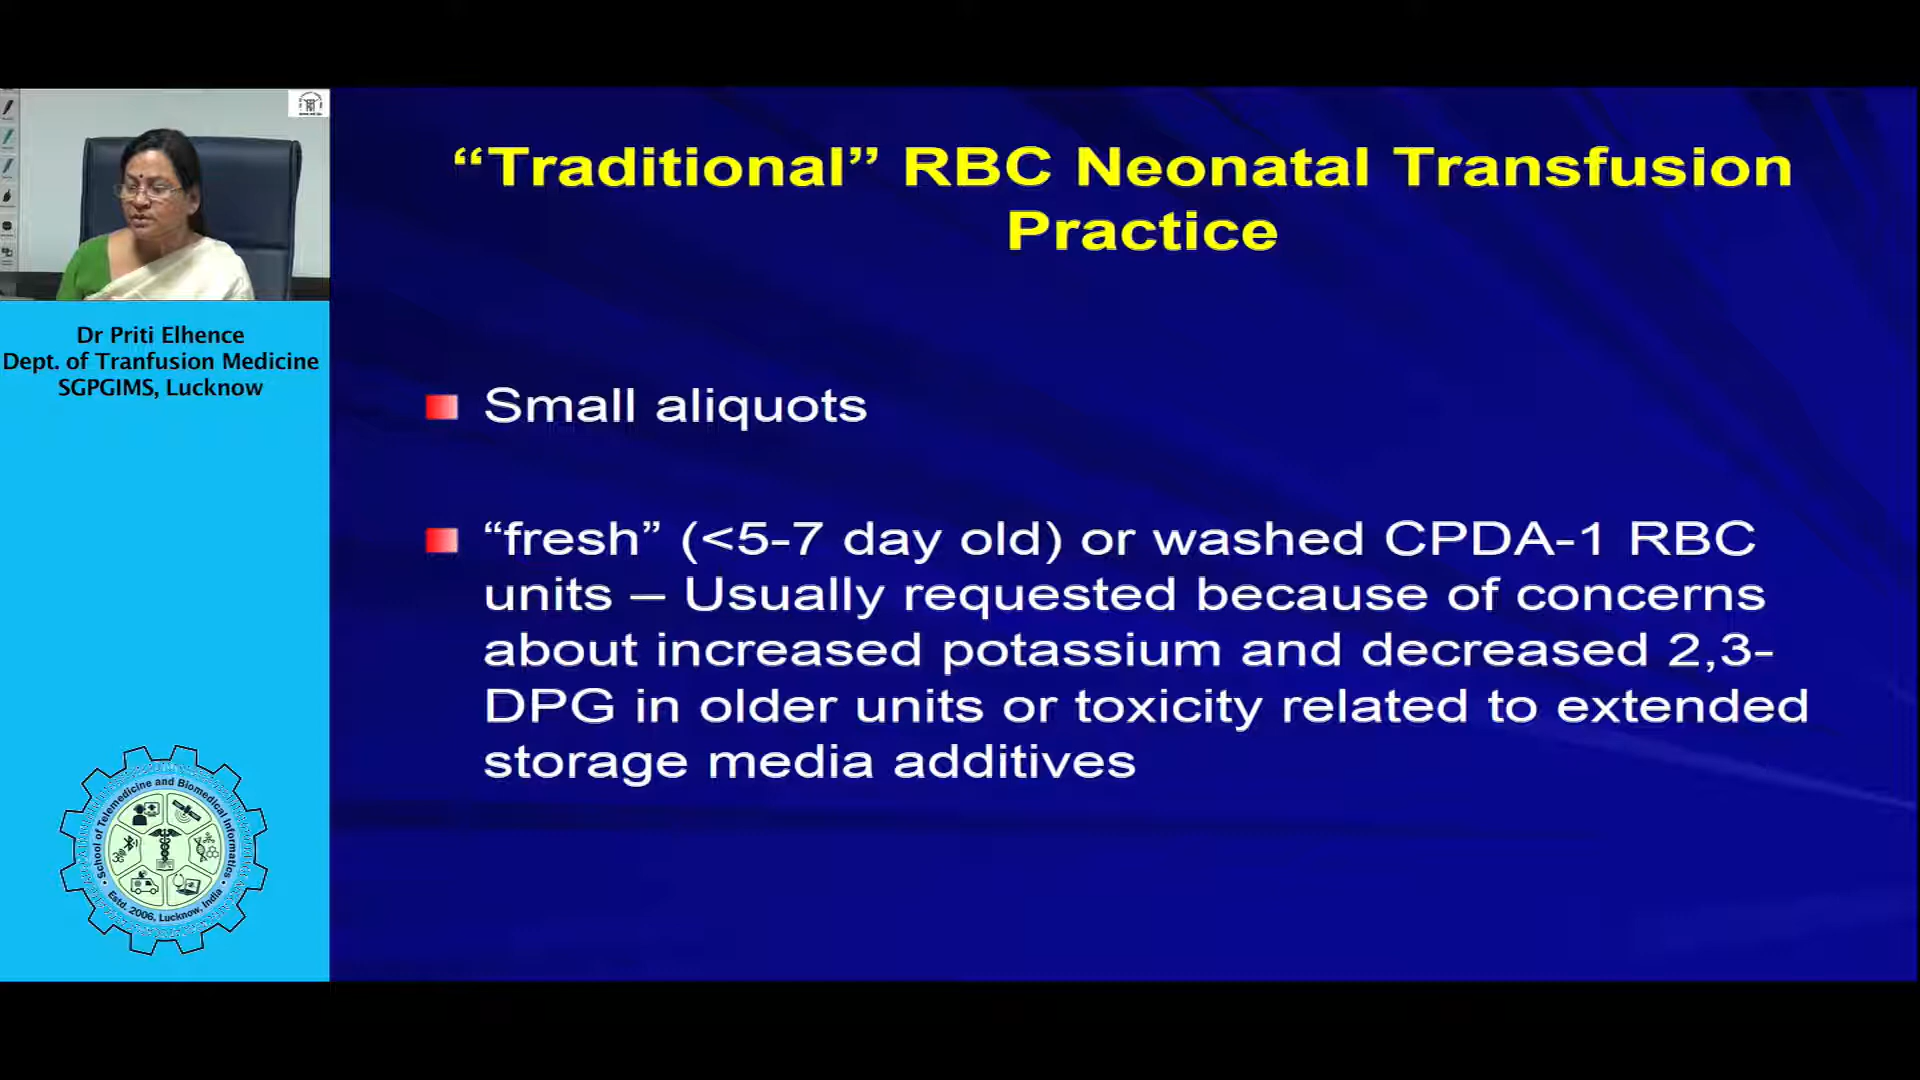 “Traditional” RBC Neonatal Transfusion
Practice
Dr Priti Elhence
Dept. of Tranfusion Medicine
SGPGIMS, Lucknow
Small aliquots
“fresh” (<5-7 day old) or washed CPDA-1 RBC
units – Usually requested because of concerns
about increased potassium and decreased 2,3-
DPG in older units or toxicity related to extended
storage media additives
School of Telemedicine and Biomedical Informatics
Estd. 2006, Lucknow, India